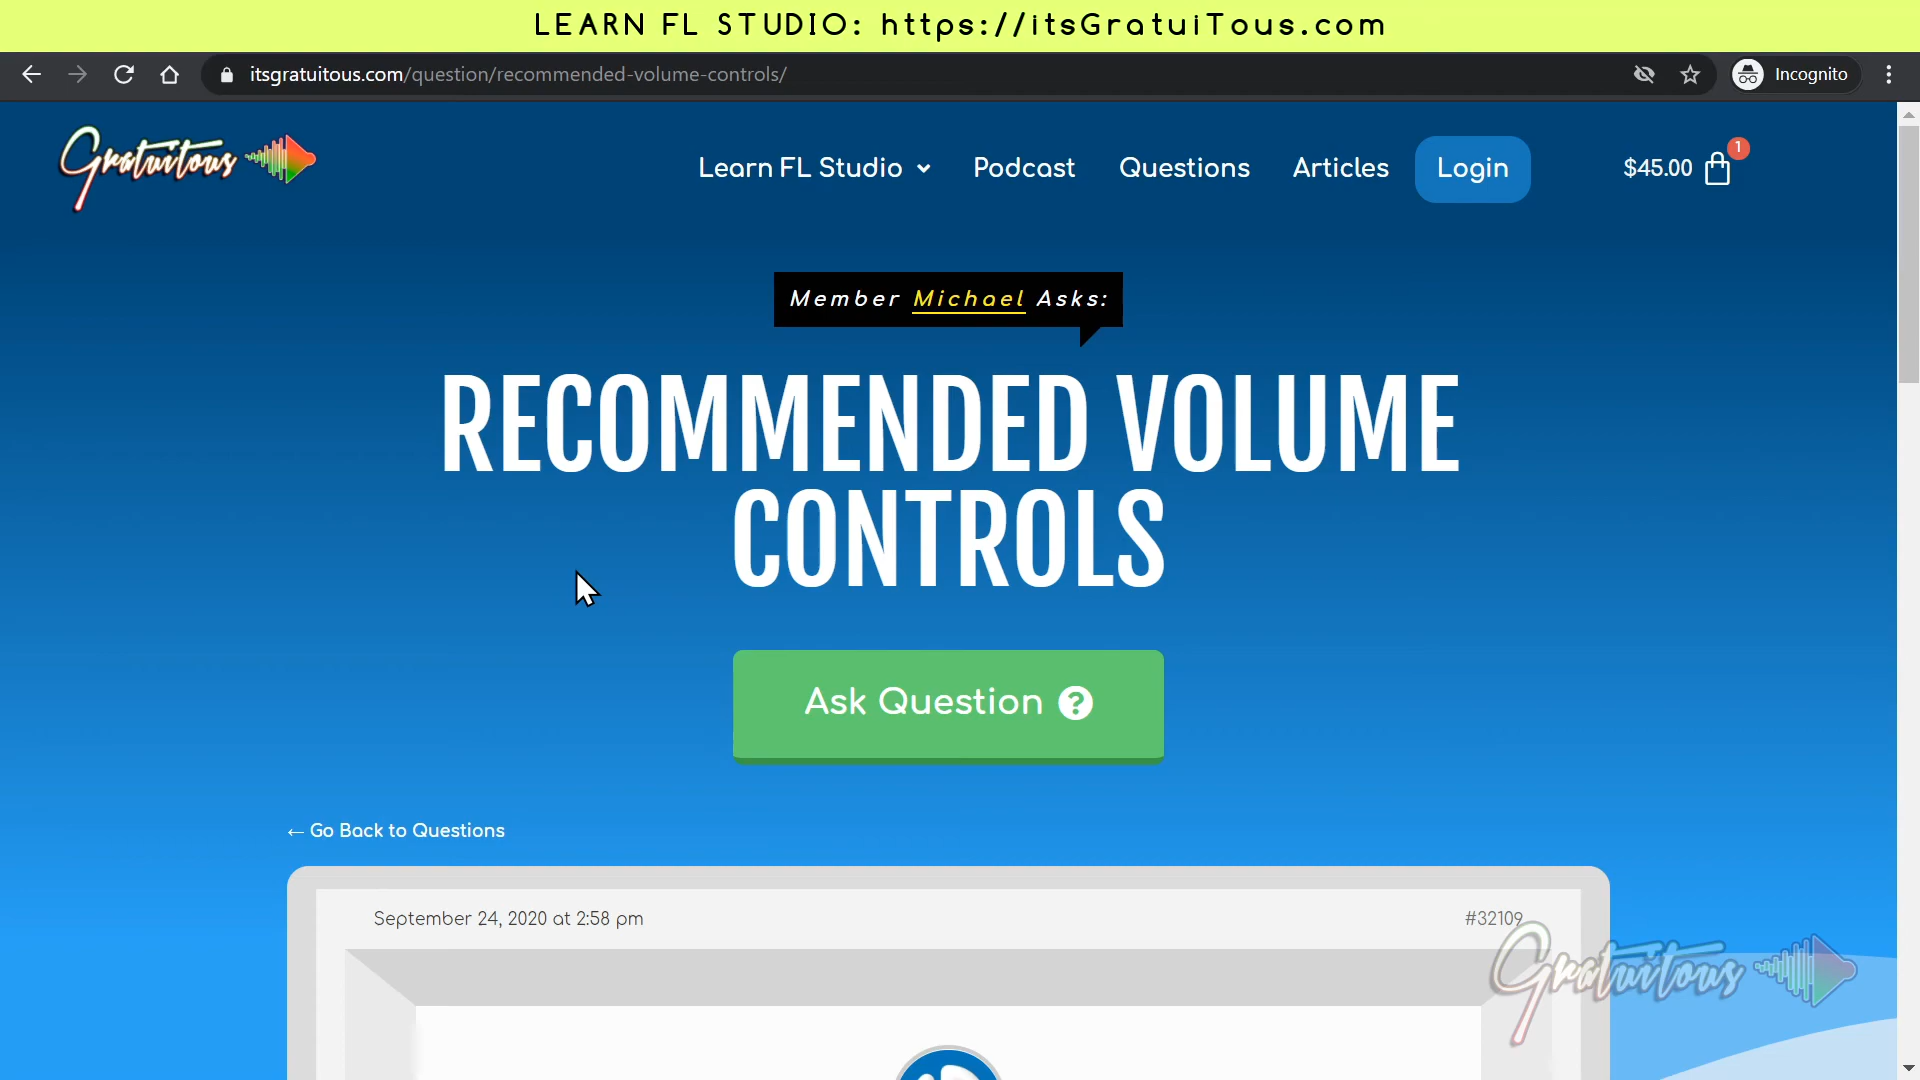 LEARN FL STUDIO: https://itsGratuiTous.com
itsgratuitous.com/question/recommended-volume-controls/
Incognito
Gratuitous
Learn FL Studio
Podcast
Questions
Articles
Login
$45.00
1
Member Michael Asks:
RECOMMENDED VOLUME
CONTROLS
Ask Question ?
← Go Back to Questions
September 24, 2020 at 2:58 pm
#32109
Gratuitous